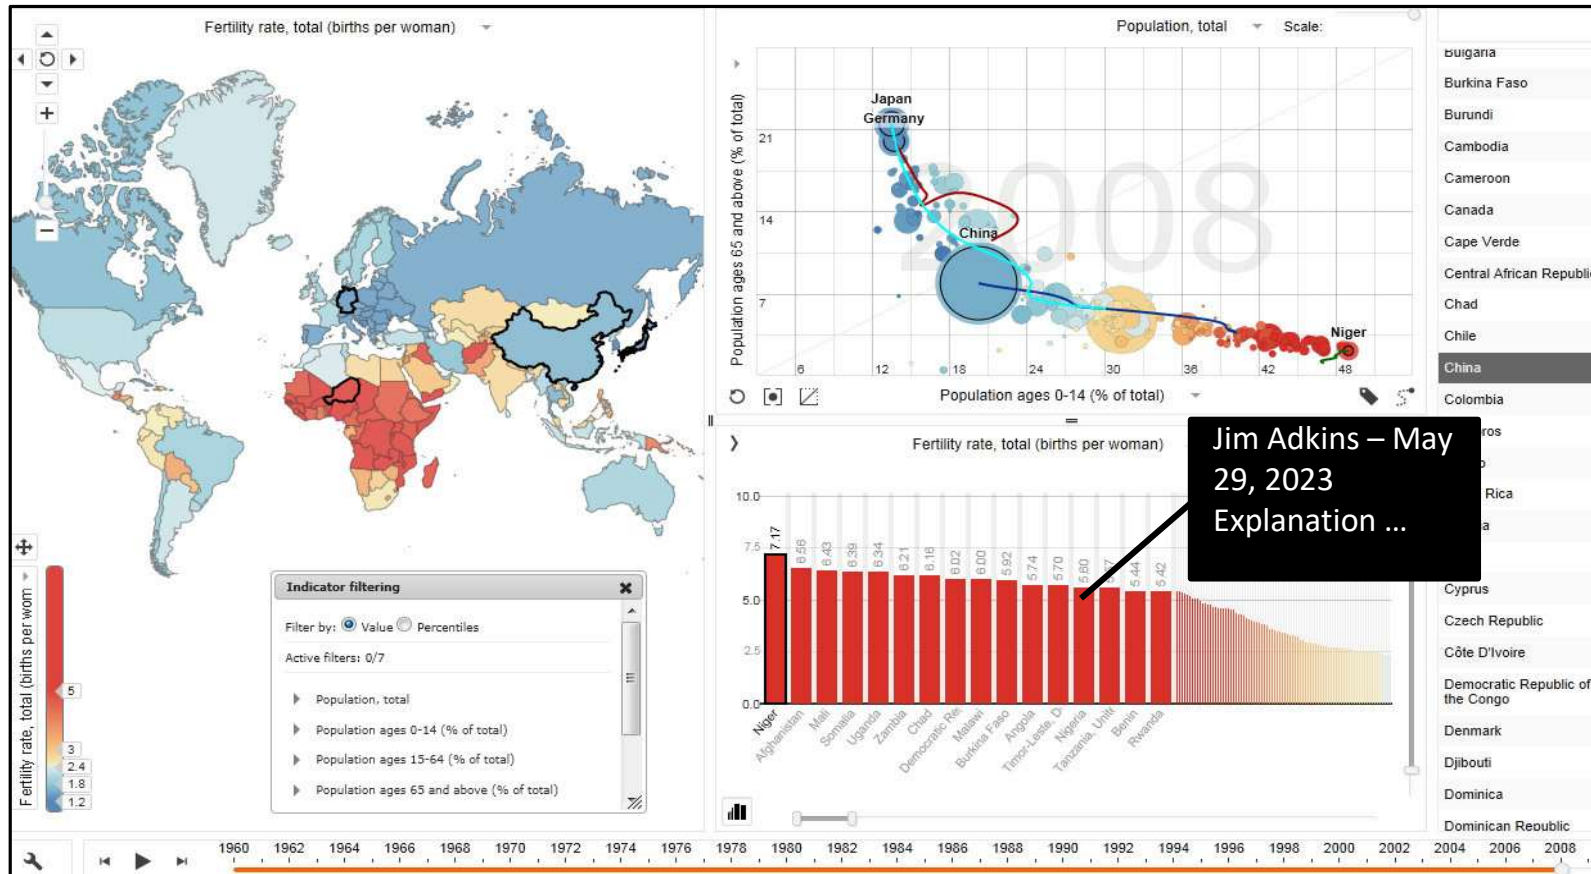 Fertility rate, total (births per woman)
Fertility rate, total (births per wom
5
3
2.4
1.8
1.2
Indicator filtering
Filter by: Value Percentiles
Active filters: 0/7
Population, total
Population ages 0-14 (% of total)
Population ages 15-64 (% of total)
Population ages 65 and above (% of total)
Population, total
Scale:
Population ages 65 and above (% of total)
2008
Japan
Germany
China
Niger
21
14
7
6 12 18 24 30 36 42 48
Population ages 0-14 (% of total)
Fertility rate, total (births per woman)
10.0
7.5
5.0
2.5
0.0
7.17 6.56 6.43 6.39 6.34 6.21 6.16 6.02 6.00 5.92 5.74 5.70 5.60 5.44 5.42
Niger
Afghanistan
Mali
Somalia
Uganda
Zambia
Chad
Democratic Re
Malawi
Burkina Faso
Angola
Timor-Leste, D
Nigeria
Tanzania, Unite
Benin
Rwanda
Jim Adkins – May
29, 2023
Explanation ...
Bulgaria
Burkina Faso
Burundi
Cambodia
Cameroon
Canada
Cape Verde
Central African Republic
Chad
Chile
China
Colombia
ros
o
Rica
a
Cyprus
Czech Republic
Côte D'Ivoire
Democratic Republic of
the Congo
Denmark
Djibouti
Dominica
Dominican Republic
1960 1962 1964 1966 1968 1970 1972 1974 1976 1978 1980 1982 1984 1986 1988 1990 1992 1994 1996 1998 2000 2002 2004 2006 2008